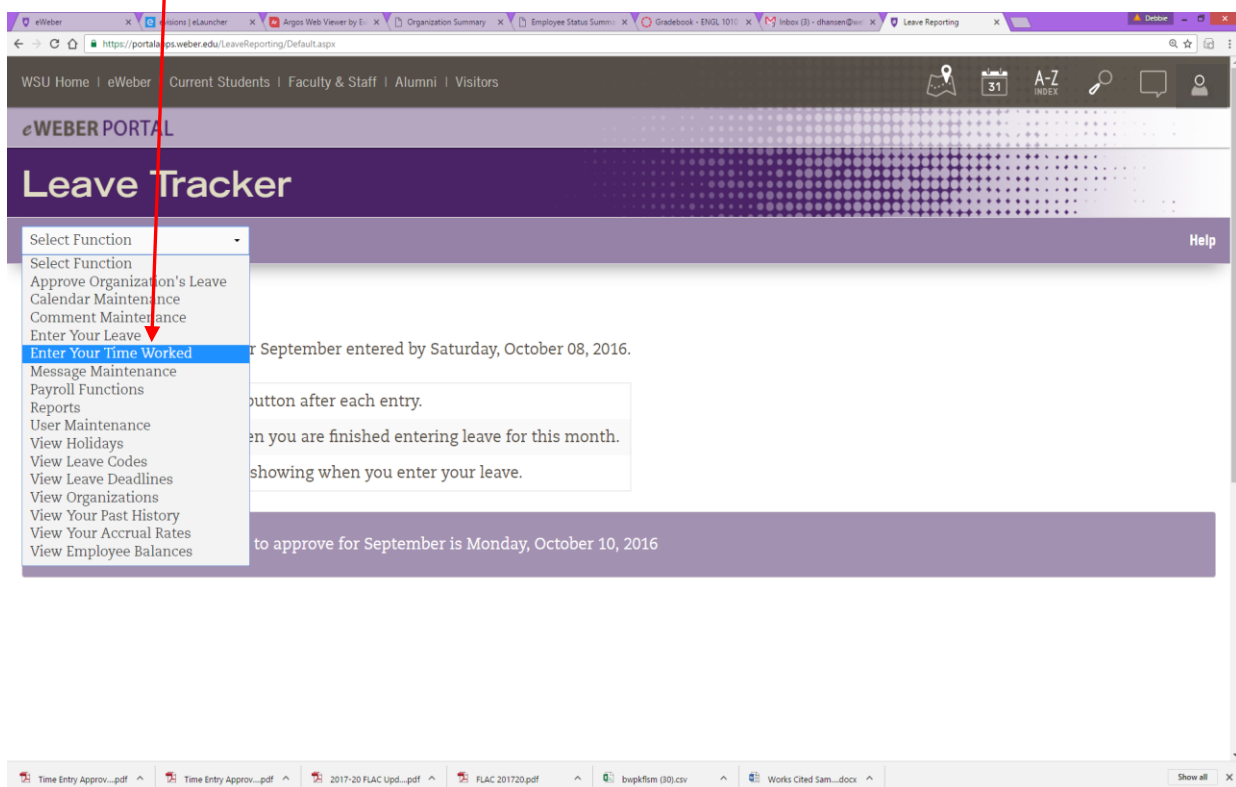 eWeber
Argos Web Viewer by E
Organization Summary
Employee Status Summ
Gradebook - ENGL 1010
Inbox (3) - dhansen@we
Leave Reporting
Debbie
https://portalapps.weber.edu/LeaveReporting/Default.aspx
WSU Home | eWeber | Current Students | Faculty & Staff | Alumni | Visitors
31
A-Z
INDEX
eWEBER PORTAL
Leave Tracker
Select Function
Help
Select Function
Approve Organization's Leave
Calendar Maintenance
Comment Maintenance
Enter Your Leave
Enter Your Time Worked
r September entered by Saturday, October 08, 2016.
Message Maintenance
Payroll Functions
Reports
button after each entry.
User Maintenance
en you are finished entering leave for this month.
View Holidays
View Leave Codes
showing when you enter your leave.
View Leave Deadlines
View Organizations
View Your Past History
View Your Accrual Rates
to approve for September is Monday, October 10, 2016
View Employee Balances
Time Entry Approv....pdf
Time Entry Approv....pdf
2017-20 FLAC Upd....pdf
FLAC 201720.pdf
bwpkflsm (30).csv
Works Cited Sam....docx
Show all